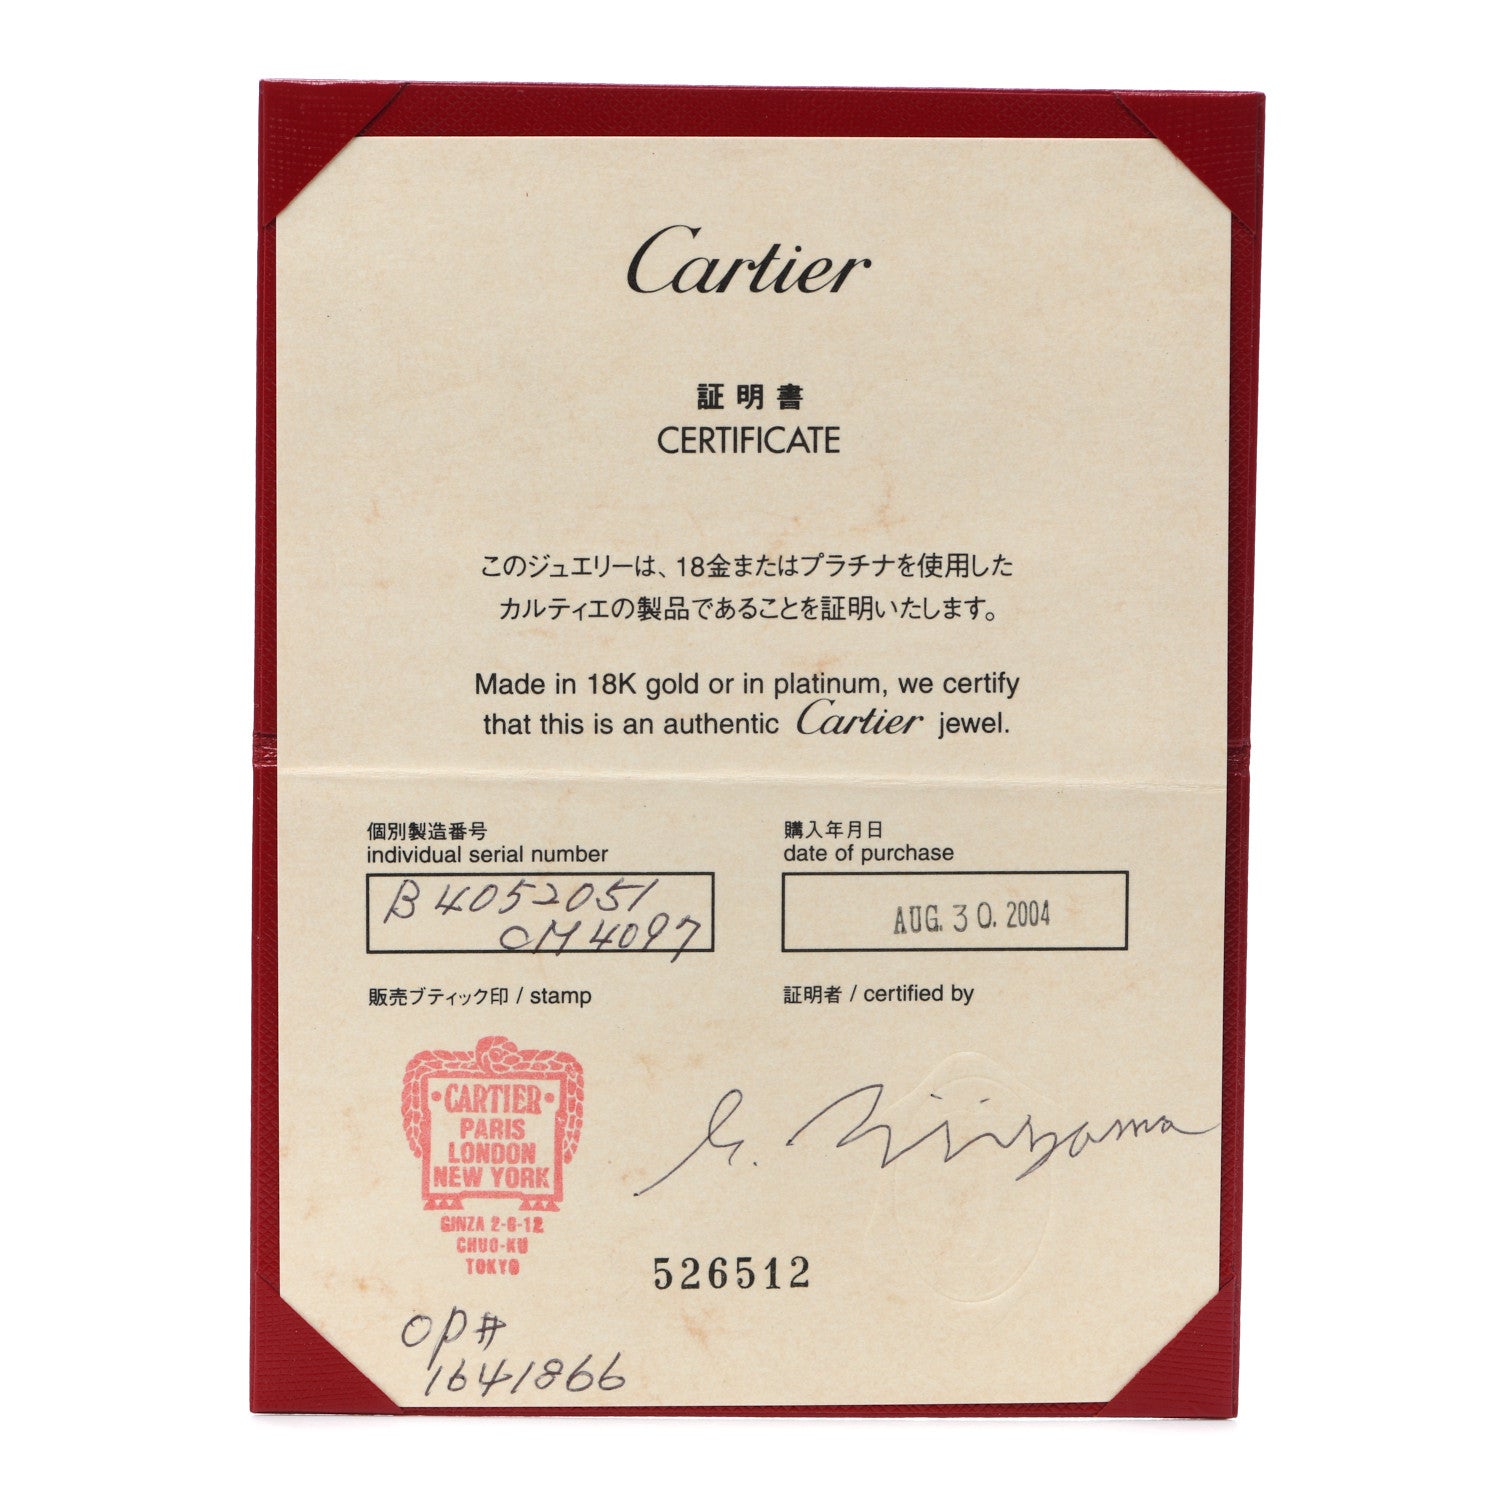 Cartier
証明書
CERTIFICATE
このジュエリーは、18金またはプラチナを使用した
カルティエの製品であることを証明いたします。
Made in 18K gold or in platinum, we certify
that this is an authentic Cartier jewel.
個別製造番号
individual serial number
B4052051
CM4097
購入年月日
date of purchase
AUG. 30. 2004
販売ブティック印 / stamp
証明者 / certified by
·CARTIER·
PARIS
LONDON
NEW YORK
GINZA 2-6-12
CHUO-KU
TOKYO
526512
OP#
1641866